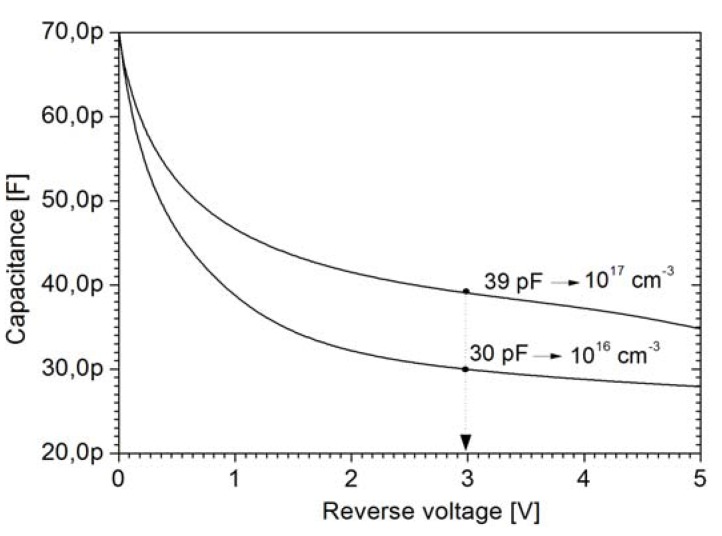 70,0p
60,0p
50,0p
40,0p
30,0p
20,0p
Capacitance [F]
39 pF → 10¹⁷ cm⁻³
30 pF → 10¹⁶ cm⁻³
0 1 2 3 4 5
Reverse voltage [V]